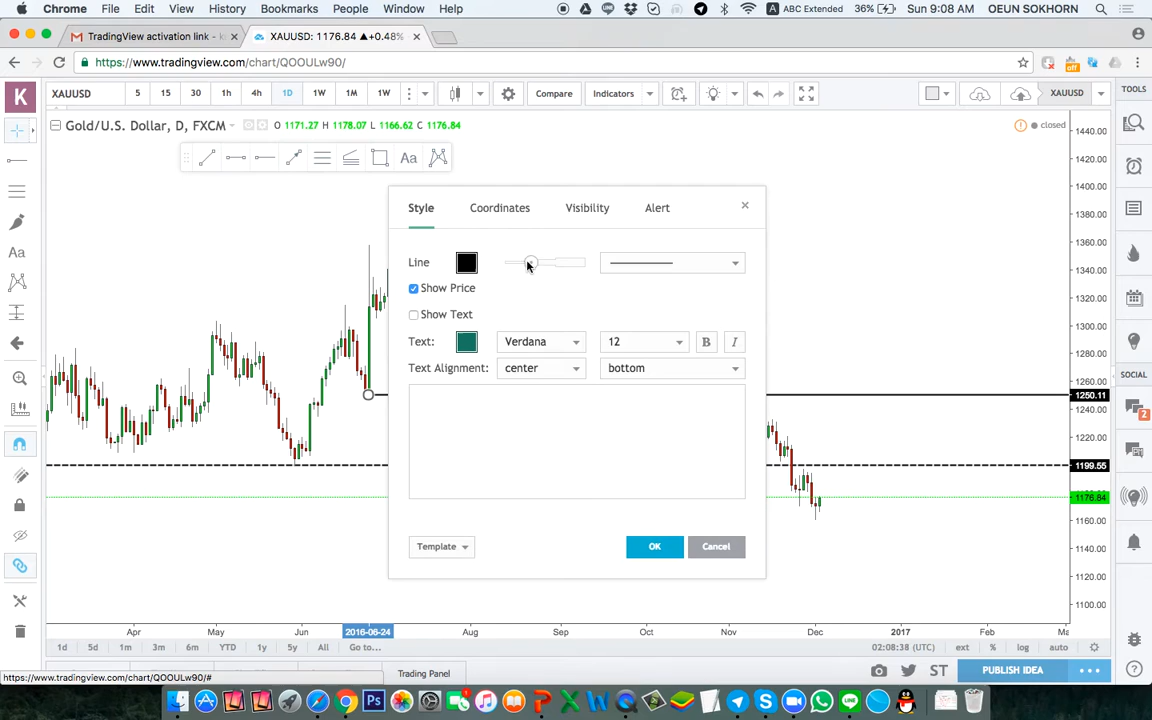 Chrome File Edit View History Bookmarks People Window Help
A ABC Extended 36% Sun 9:08 AM OEUN SOKHORN
TradingView activation link - k
XAUUSD: 1176.84 ▲+0.48%
https://www.tradingview.com/chart/QOOULw90/
off
K
XAUUSD 5 15 30 1h 4h 1D 1W 1M 1W Compare Indicators XAUUSD TOOLS
Gold/U.S. Dollar, D, FXCM O 1171.27 H 1178.07 L 1166.62 C 1176.84
closed
Aa
Aa
Style Coordinates Visibility Alert
Line
Show Price
Show Text
Text: Verdana 12 B I
Text Alignment: center bottom
Template OK Cancel
1440.00
1420.00
1400.00
1380.00
1360.00
1340.00
1320.00
1300.00
1280.00
1260.00
1250.11
1240.00
1220.00
1199.55
1176.84
1160.00
1140.00
1120.00
1100.00
SOCIAL
2
Apr May Jun 2016-06-24 Aug Sep Oct Nov Dec 2017 Feb Ma
1d 5d 1m 3m 6m YTD 1y 5y All Go to... 02:08:38 (UTC) ext % log auto
Trading Panel ST PUBLISH IDEA
https://www.tradingview.com/chart/QOOULw90/#